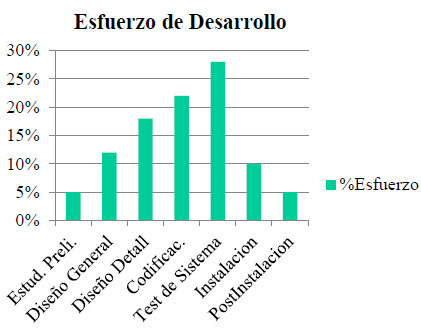 Esfuerzo de Desarrollo
30%
25%
20%
15%
10%
5%
0%
Estud. Preli.
Diseño General
Diseño Detall
Codificac.
Test de Sistema
Instalacion
PostInstalacion
%Esfuerzo